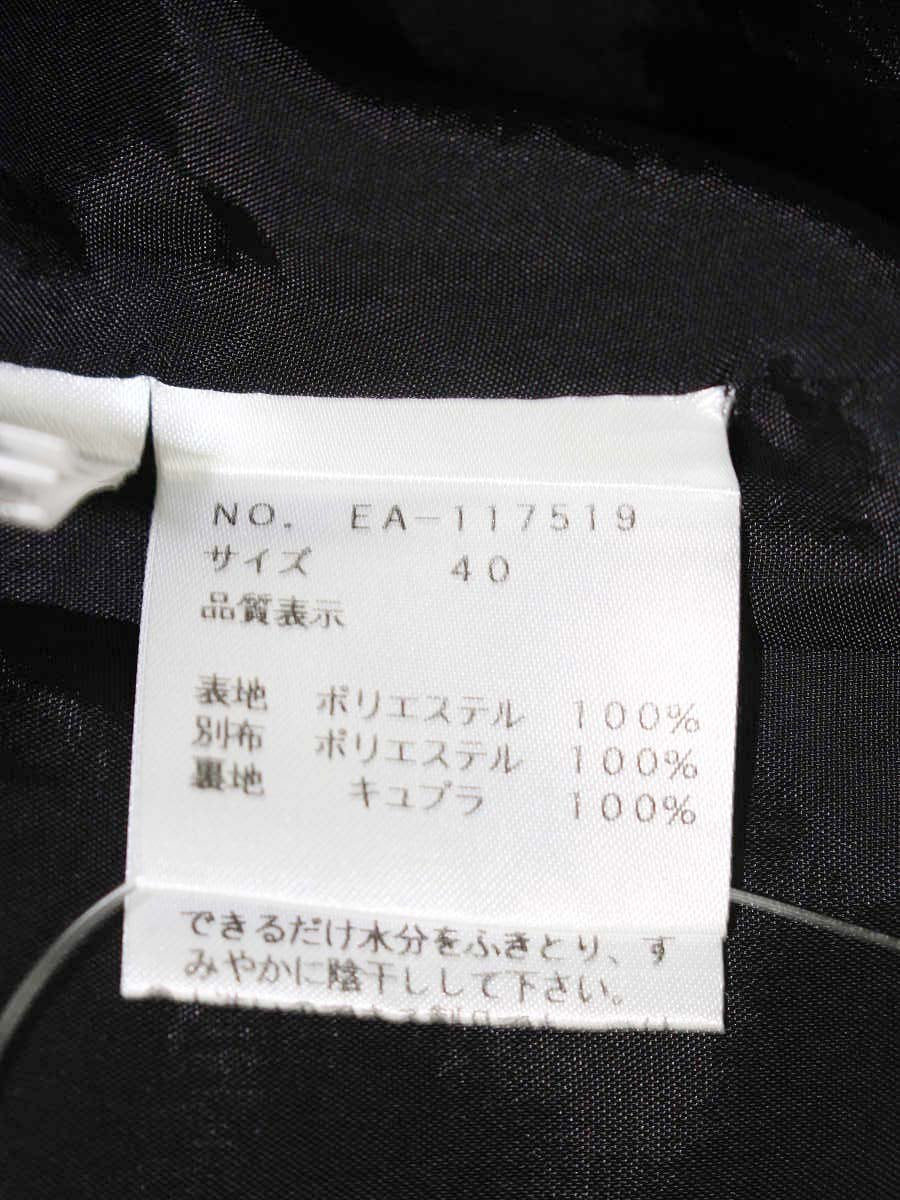 NO. EA-117519
サイズ 40
品質表示
表地 ポリエステル 100%
別布 ポリエステル 100%
裏地 キュプラ 100%
できるだけ水分をふきとり、す
みやかに陰干しして下さい。